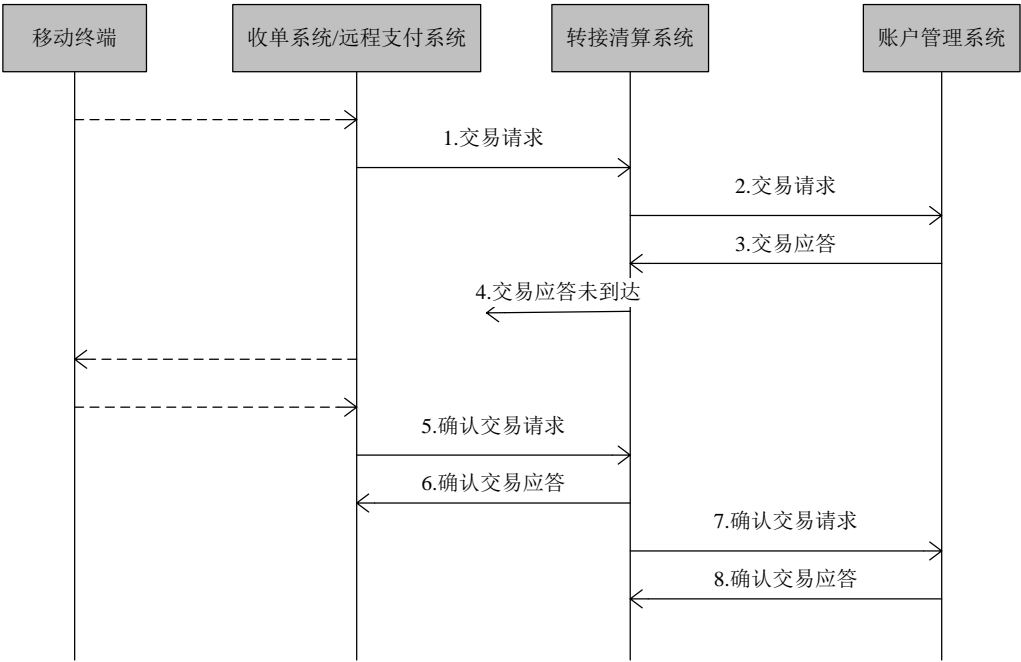 移动终端
收单系统/远程支付系统
转接清算系统
账户管理系统
1.交易请求
2.交易请求
3.交易应答
4.交易应答未到达
5.确认交易请求
6.确认交易应答
7.确认交易请求
8.确认交易应答